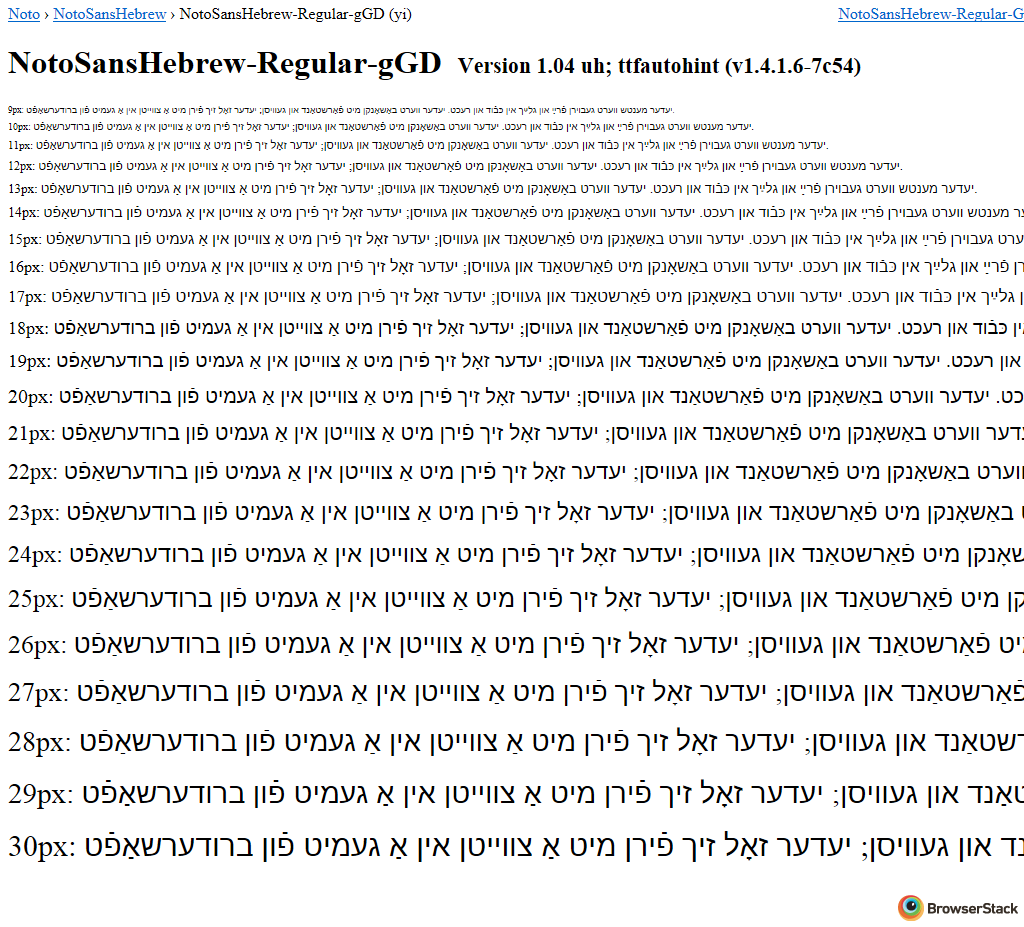 Noto › NotoSansHebrew › NotoSansHebrew-Regular-gGD (yi) NotoSansHebrew-Regular-G
NotoSansHebrew-Regular-gGD Version 1.04 uh; ttfautohint (v1.4.1.6-7c54)
9px: יעדער מענטש ווערט געבוירן פֿרײַ און גלײַך אין כּבֿוד און רעכט. יעדער ווערט באַשאָנקן מיט פֿאַרשטאַנד און געוויסן; יעדער זאָל זיך פֿירן מיט אַ צווייטן אין אַ געמיט פֿון ברודערשאַפֿט.
10px: יעדער מענטש ווערט געבוירן פֿרײַ און גלײַך אין כּבֿוד און רעכט. יעדער ווערט באַשאָנקן מיט פֿאַרשטאַנד און געוויסן; יעדער זאָל זיך פֿירן מיט אַ צווייטן אין אַ געמיט פֿון ברודערשאַפֿט.
11px: יעדער מענטש ווערט געבוירן פֿרײַ און גלײַך אין כּבֿוד און רעכט. יעדער ווערט באַשאָנקן מיט פֿאַרשטאַנד און געוויסן; יעדער זאָל זיך פֿירן מיט אַ צווייטן אין אַ געמיט פֿון ברודערשאַפֿט.
12px: יעדער מענטש ווערט געבוירן פֿרײַ און גלײַך אין כּבֿוד און רעכט. יעדער ווערט באַשאָנקן מיט פֿאַרשטאַנד און געוויסן; יעדער זאָל זיך פֿירן מיט אַ צווייטן אין אַ געמיט פֿון ברודערשאַפֿט.
13px: יעדער מענטש ווערט געבוירן פֿרײַ און גלײַך אין כּבֿוד און רעכט. יעדער ווערט באַשאָנקן מיט פֿאַרשטאַנד און געוויסן; יעדער זאָל זיך פֿירן מיט אַ צווייטן אין אַ געמיט פֿון ברודערשאַפֿט.
14px: ר מענטש ווערט געבוירן פֿרײַ און גלײַך אין כּבֿוד און רעכט. יעדער ווערט באַשאָנקן מיט פֿאַרשטאַנד און געוויסן; יעדער זאָל זיך פֿירן מיט אַ צווייטן אין אַ געמיט פֿון ברודערשאַפֿט
15px: רט געבוירן פֿרײַ און גלײַך אין כּבֿוד און רעכט. יעדער ווערט באַשאָנקן מיט פֿאַרשטאַנד און געוויסן; יעדער זאָל זיך פֿירן מיט אַ צווייטן אין אַ געמיט פֿון ברודערשאַפֿט
16px: רן פֿרײַ און גלײַך אין כּבֿוד און רעכט. יעדער ווערט באַשאָנקן מיט פֿאַרשטאַנד און געוויסן; יעדער זאָל זיך פֿירן מיט אַ צווייטן אין אַ געמיט פֿון ברודערשאַפֿט
17px: גלײַך אין כּבֿוד און רעכט. יעדער ווערט באַשאָנקן מיט פֿאַרשטאַנד און געוויסן; יעדער זאָל זיך פֿירן מיט אַ צווייטן אין אַ געמיט פֿון ברודערשאַפֿט
18px: ין כּבֿוד און רעכט. יעדער ווערט באַשאָנקן מיט פֿאַרשטאַנד און געוויסן; יעדער זאָל זיך פֿירן מיט אַ צווייטן אין אַ געמיט פֿון ברודערשאַפֿט
19px: און רעכט. יעדער ווערט באַשאָנקן מיט פֿאַרשטאַנד און געוויסן; יעדער זאָל זיך פֿירן מיט אַ צווייטן אין אַ געמיט פֿון ברודערשאַפֿט
20px: כט. יעדער ווערט באַשאָנקן מיט פֿאַרשטאַנד און געוויסן; יעדער זאָל זיך פֿירן מיט אַ צווייטן אין אַ געמיט פֿון ברודערשאַפֿט
21px: דער ווערט באַשאָנקן מיט פֿאַרשטאַנד און געוויסן; יעדער זאָל זיך פֿירן מיט אַ צווייטן אין אַ געמיט פֿון ברודערשאַפֿט
22px: ווערט באַשאָנקן מיט פֿאַרשטאַנד און געוויסן; יעדער זאָל זיך פֿירן מיט אַ צווייטן אין אַ געמיט פֿון ברודערשאַפֿט
23px: באַשאָנקן מיט פֿאַרשטאַנד און געוויסן; יעדער זאָל זיך פֿירן מיט אַ צווייטן אין אַ געמיט פֿון ברודערשאַפֿט
24px: שאָנקן מיט פֿאַרשטאַנד און געוויסן; יעדער זאָל זיך פֿירן מיט אַ צווייטן אין אַ געמיט פֿון ברודערשאַפֿט
25px: קן מיט פֿאַרשטאַנד און געוויסן; יעדער זאָל זיך פֿירן מיט אַ צווייטן אין אַ געמיט פֿון ברודערשאַפֿט
26px: יט פֿאַרשטאַנד און געוויסן; יעדער זאָל זיך פֿירן מיט אַ צווייטן אין אַ געמיט פֿון ברודערשאַפֿט
27px: פֿאַרשטאַנד און געוויסן; יעדער זאָל זיך פֿירן מיט אַ צווייטן אין אַ געמיט פֿון ברודערשאַפֿט
28px: רשטאַנד און געוויסן; יעדער זאָל זיך פֿירן מיט אַ צווייטן אין אַ געמיט פֿון ברודערשאַפֿט
29px: טאַנד און געוויסן; יעדער זאָל זיך פֿירן מיט אַ צווייטן אין אַ געמיט פֿון ברודערשאַפֿט
30px: נד און געוויסן; יעדער זאָל זיך פֿירן מיט אַ צווייטן אין אַ געמיט פֿון ברודערשאַפֿט
BrowserStack